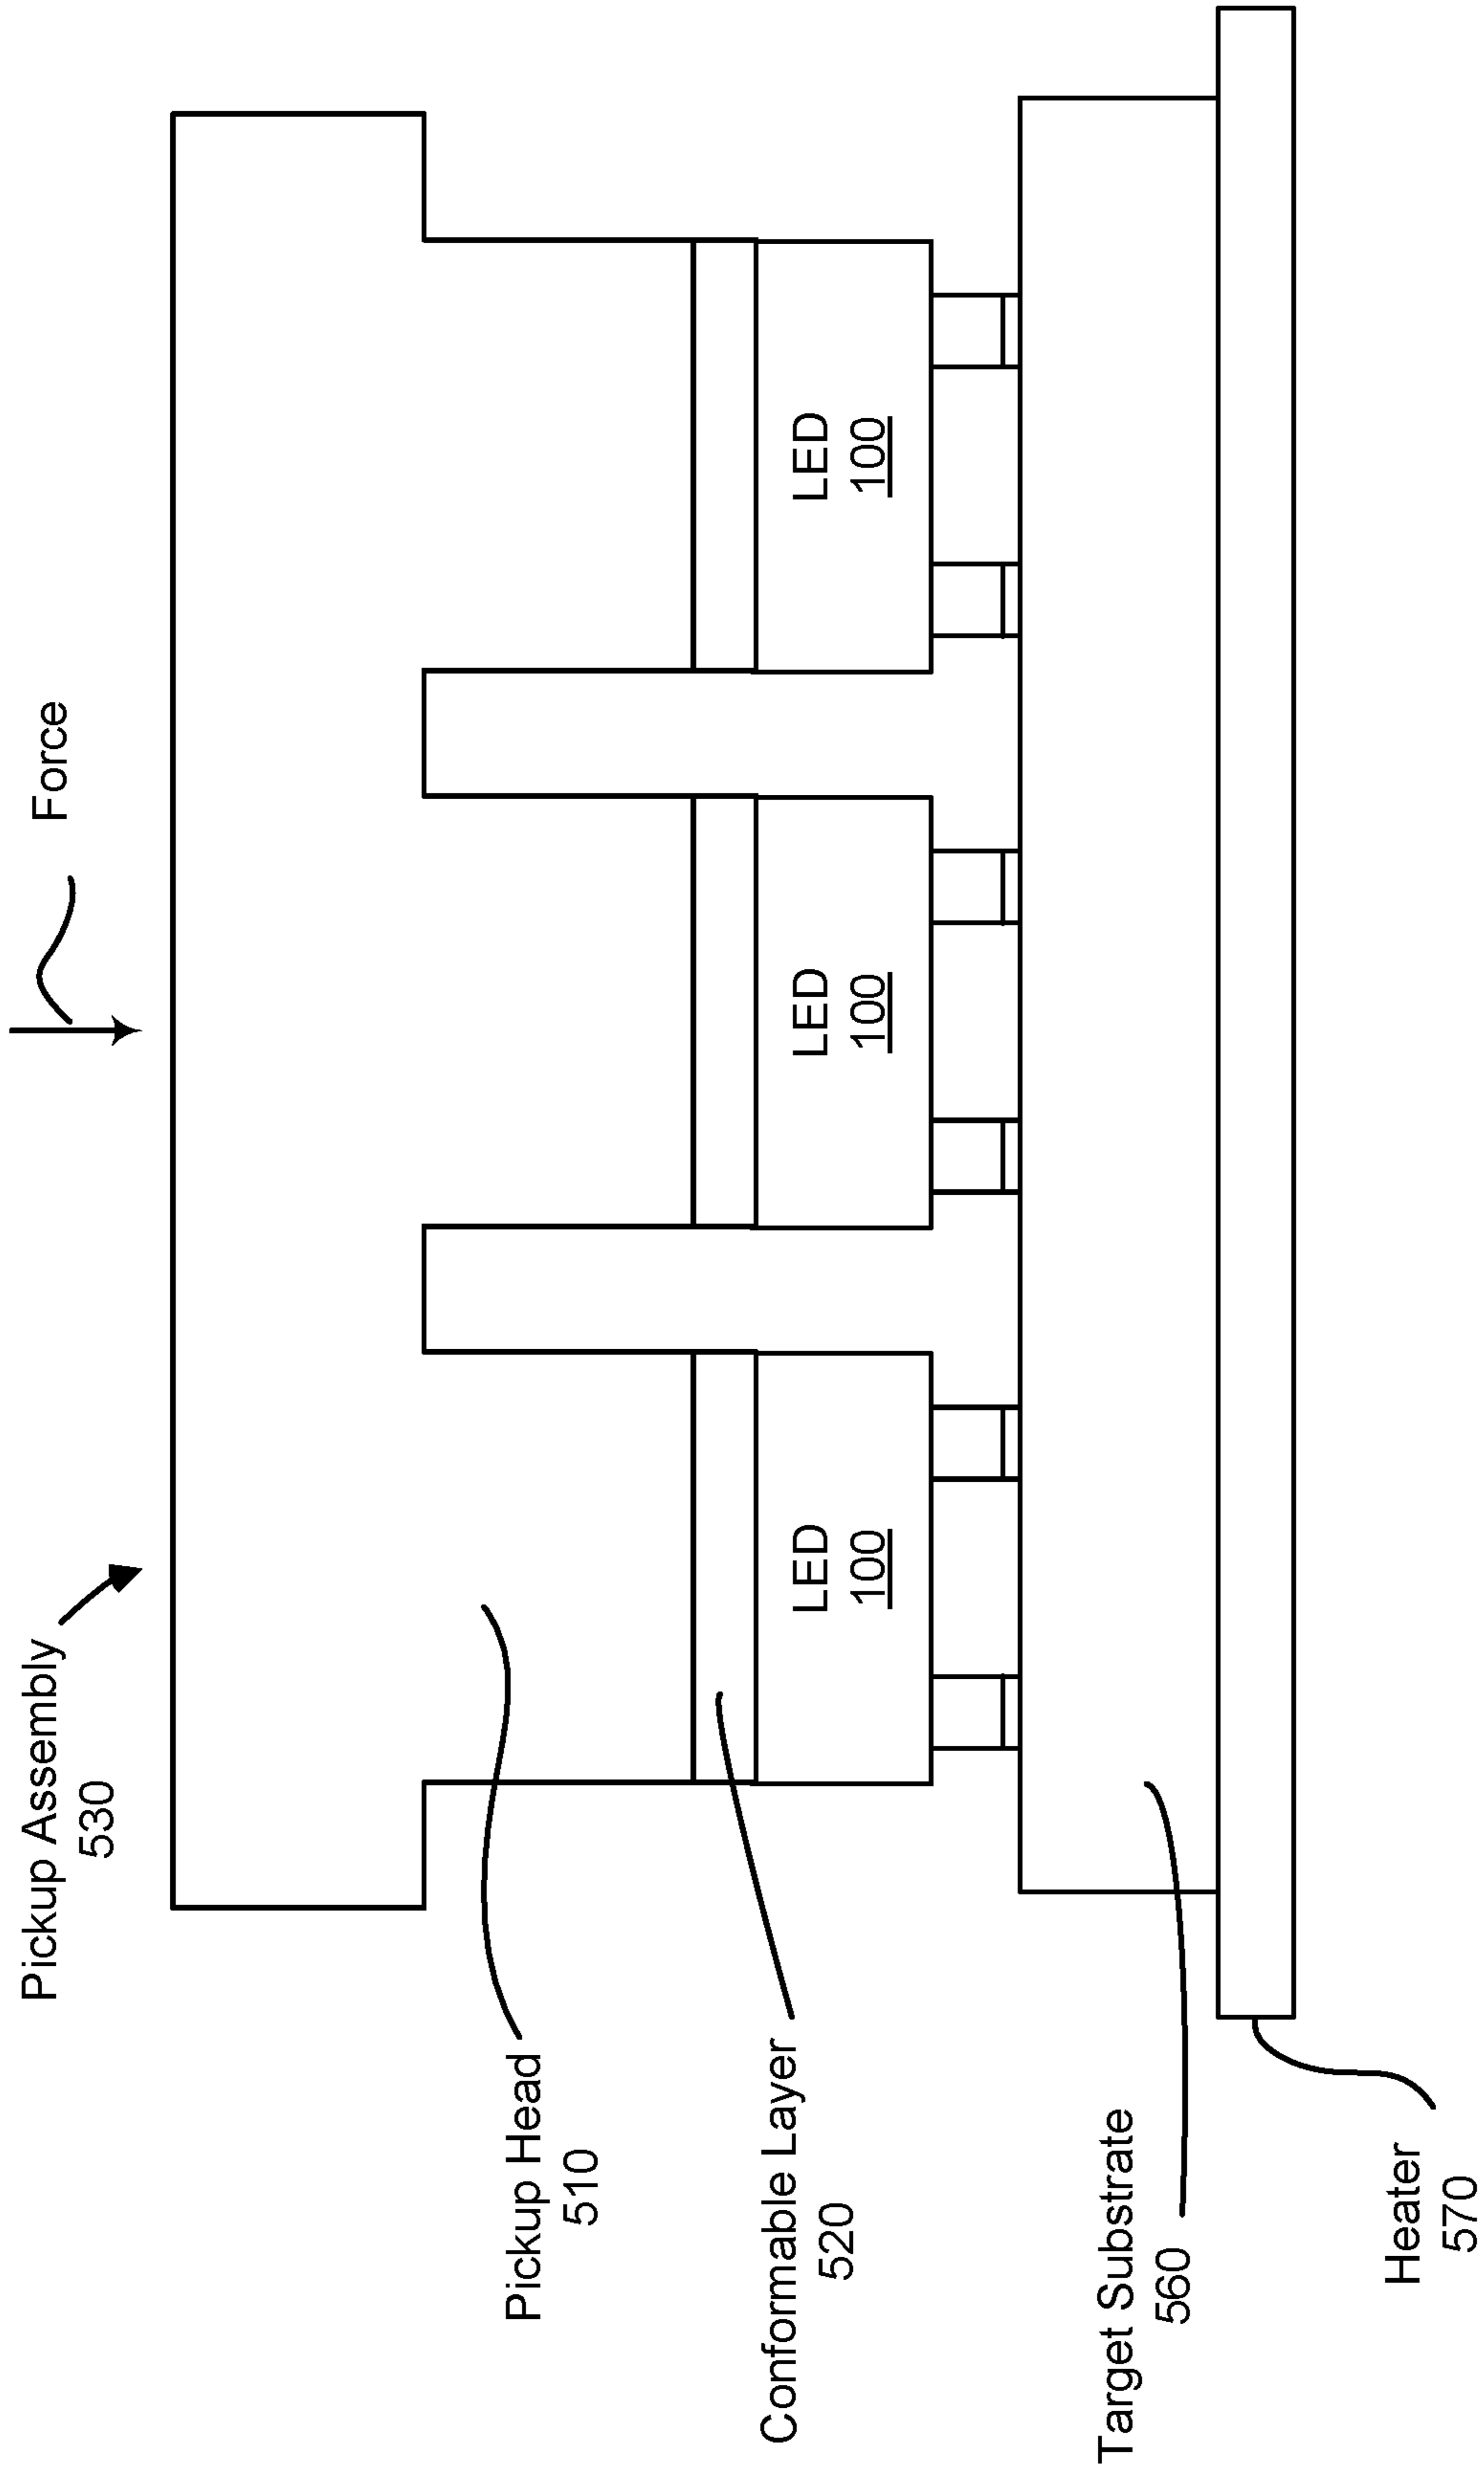 Pickup Assembly
530
Force
Pickup Head
510
Conformable Layer
520
LED
100
LED
100
LED
100
Target Substrate
560
Heater
570